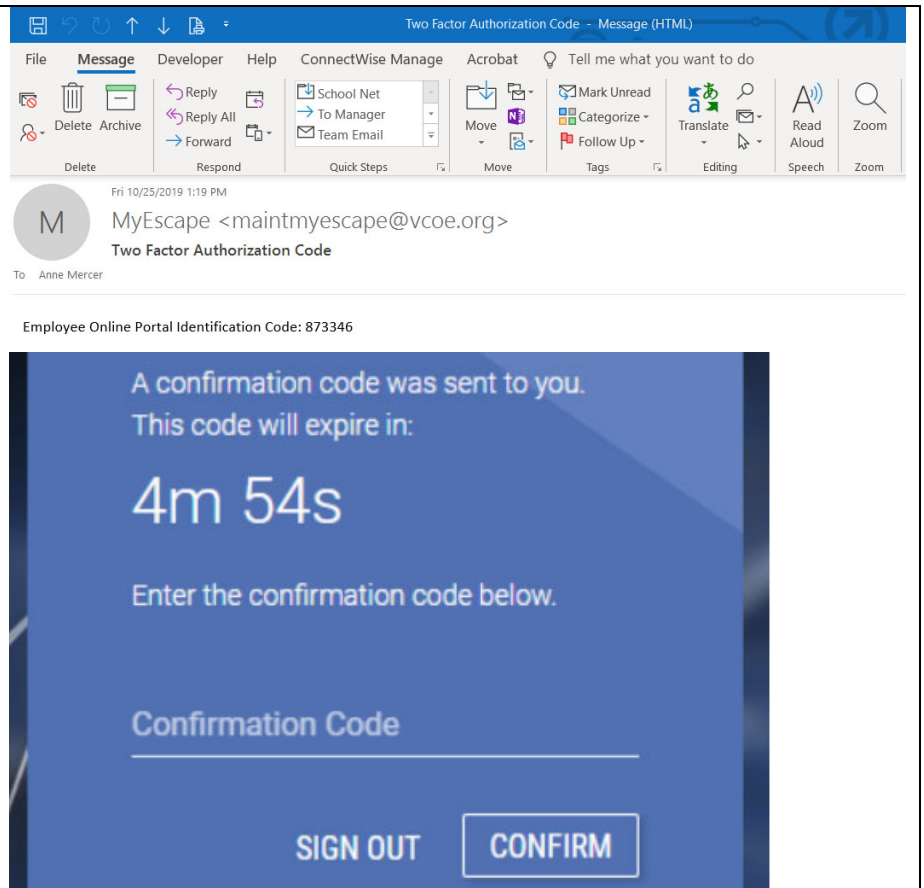 Two Factor Authorization Code - Message (HTML)
File Message Developer Help ConnectWise Manage Acrobat Tell me what you want to do
Delete Archive
Reply
Reply All
Forward
School Net
To Manager
Team Email
Move
Mark Unread
Categorize
Follow Up
Translate
Read
Aloud
Zoom
Delete Respond Quick Steps Move Tags Editing Speech Zoom
Fri 10/25/2019 1:19 PM
M
MyEscape <maintmyescape@vcoe.org>
Two Factor Authorization Code
To Anne Mercer
Employee Online Portal Identification Code: 873346
A confirmation code was sent to you.
This code will expire in:
4m 54s
Enter the confirmation code below.
Confirmation Code
SIGN OUT CONFIRM